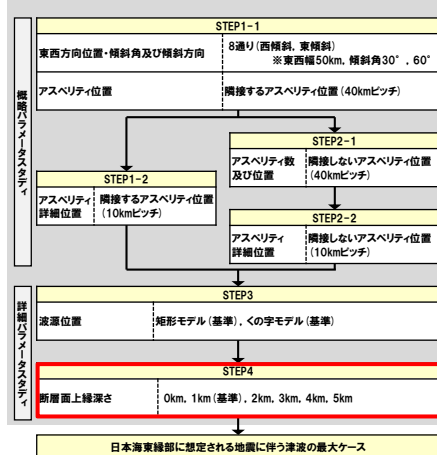 STEP1-1
東西方向位置・傾斜角及び傾斜方向
8通り(西傾斜, 東傾斜)
※東西幅50km, 傾斜角30°, 60°
アスペリティ位置
隣接するアスペリティ位置(40kmピッチ)
概略パラメータスタディ
STEP2-1
アスペリティ数
及び位置
隣接しないアスペリティ位置
(40kmピッチ)
STEP1-2
アスペリティ
詳細位置
隣接するアスペリティ位置
(10kmピッチ)
STEP2-2
アスペリティ
詳細位置
隣接しないアスペリティ位置
(10kmピッチ)
詳細パラメータスタディ
STEP3
波源位置
矩形モデル(基準), くの字モデル(基準)
STEP4
断層面上縁深さ
0km, 1km(基準), 2km, 3km, 4km, 5km
日本海東縁部に想定される地震に伴う津波の最大ケース